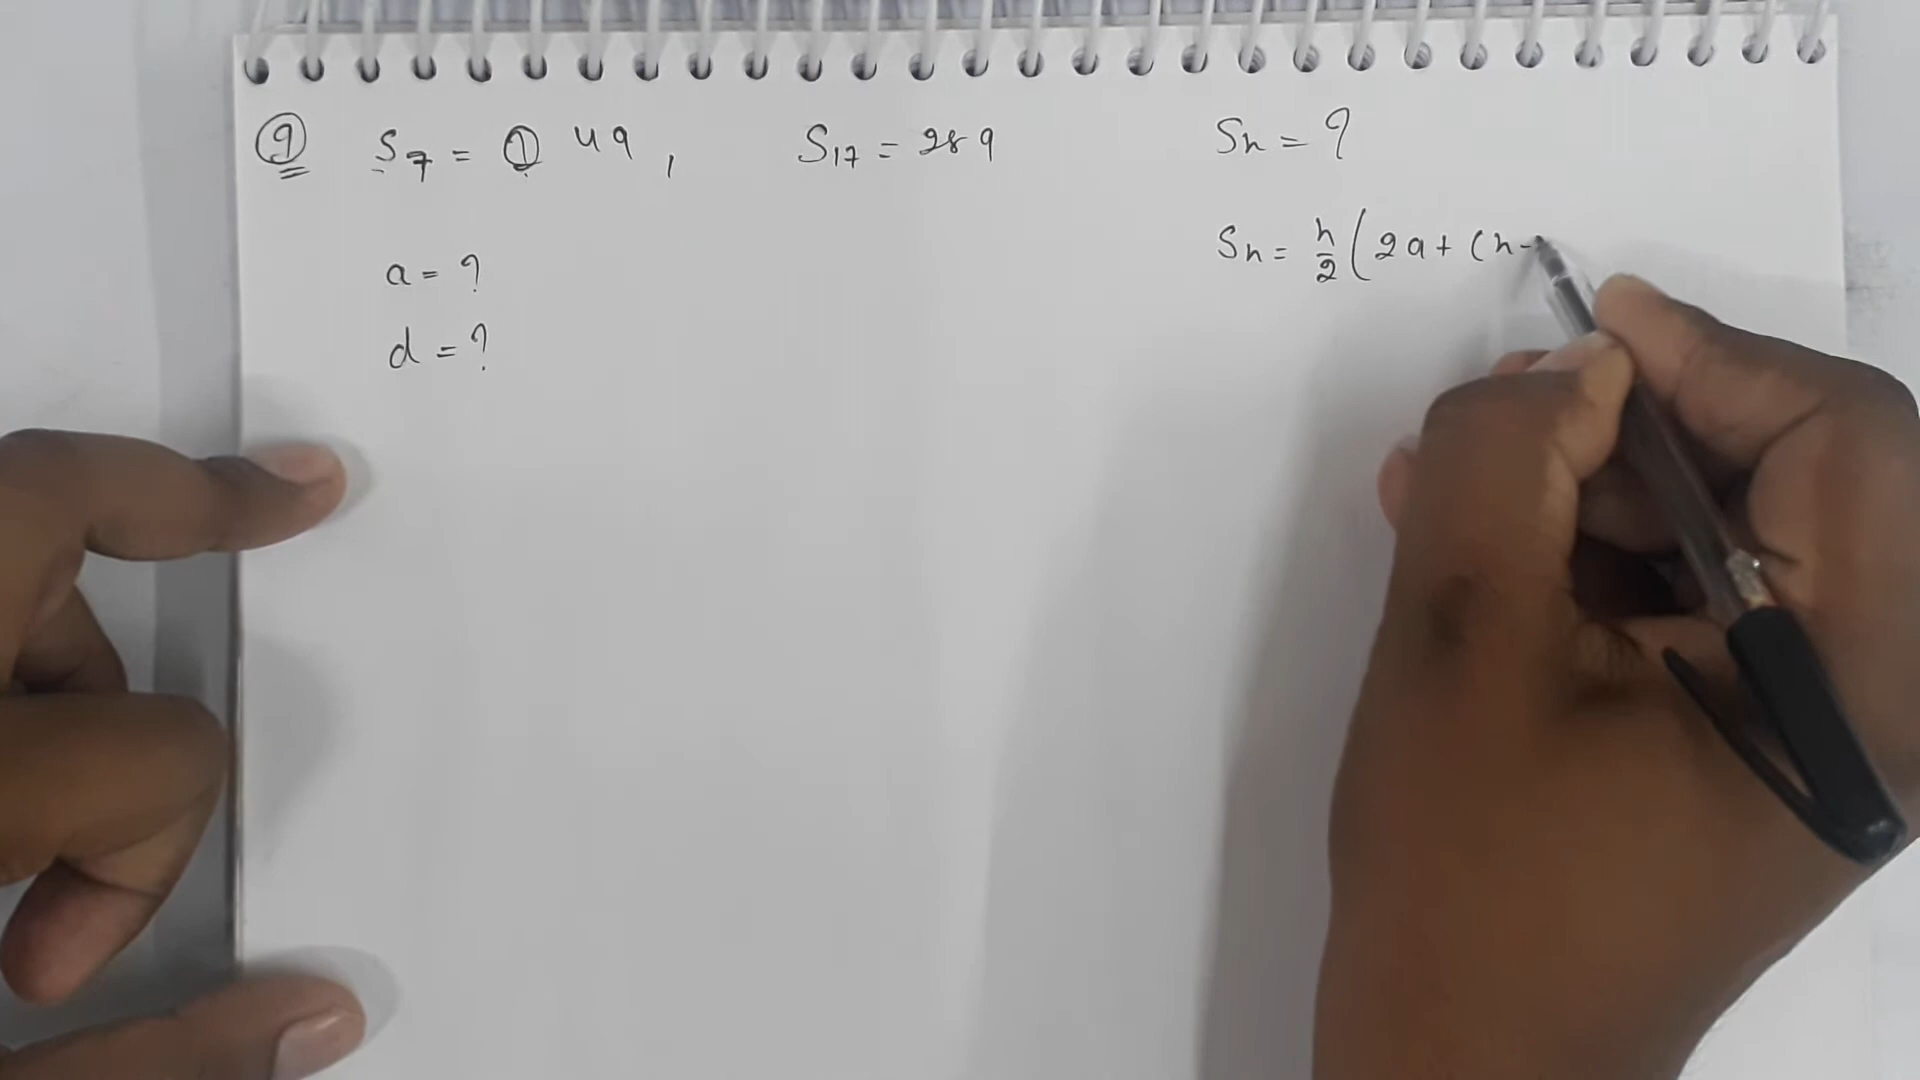 9 S7 = 49, S17 = 289 Sn = ?
Sn = n/2 (2a + (n -
a = ?
d = ?